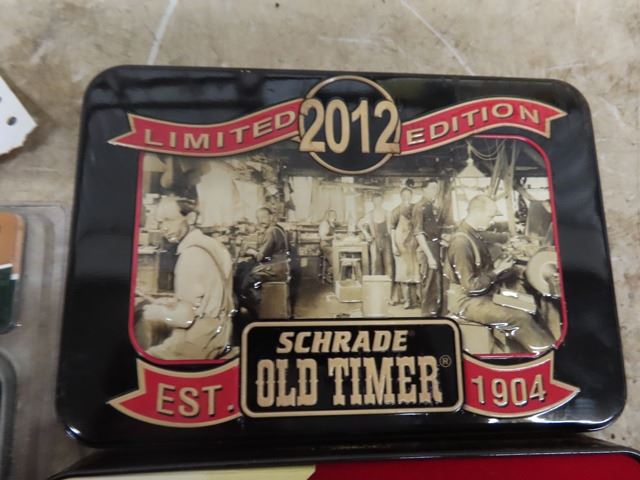 LIMITED 2012 EDITION
SCHRADE
OLD TIMER®
EST. 1904